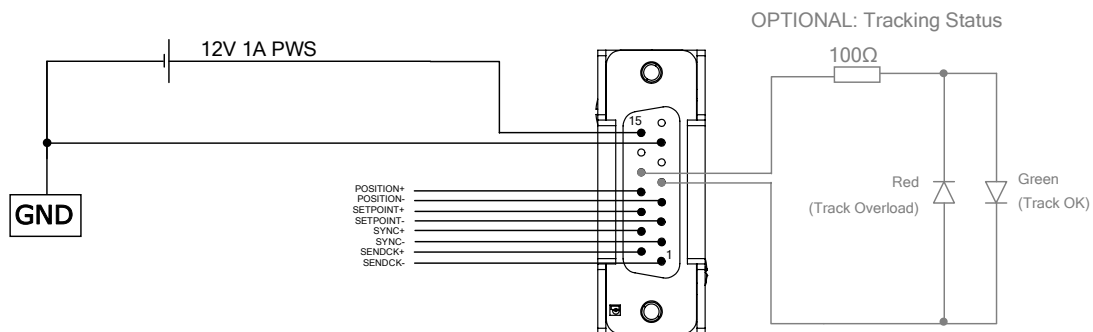 OPTIONAL: Tracking Status
12V 1A PWS
100Ω
15
POSITION+
POSITION-
SETPOINT+
SETPOINT-
SYNC+
SYNC-
SENDCK+
SENDCK-
1
GND
Red
(Track Overload)
Green
(Track OK)